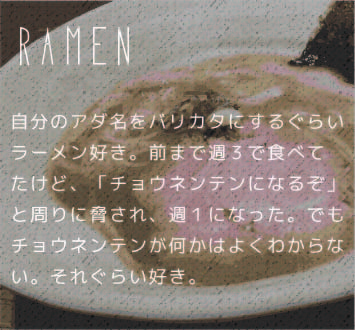 RAMEN
自分のアダ名をバリカタにするぐらい
ラーメン好き。前まで週3で食べて
たけど、「チョウネンテンになるぞ」
と周りに脅され、週1になった。でも
チョウネンテンが何かはよくわからな
い。それぐらい好き。